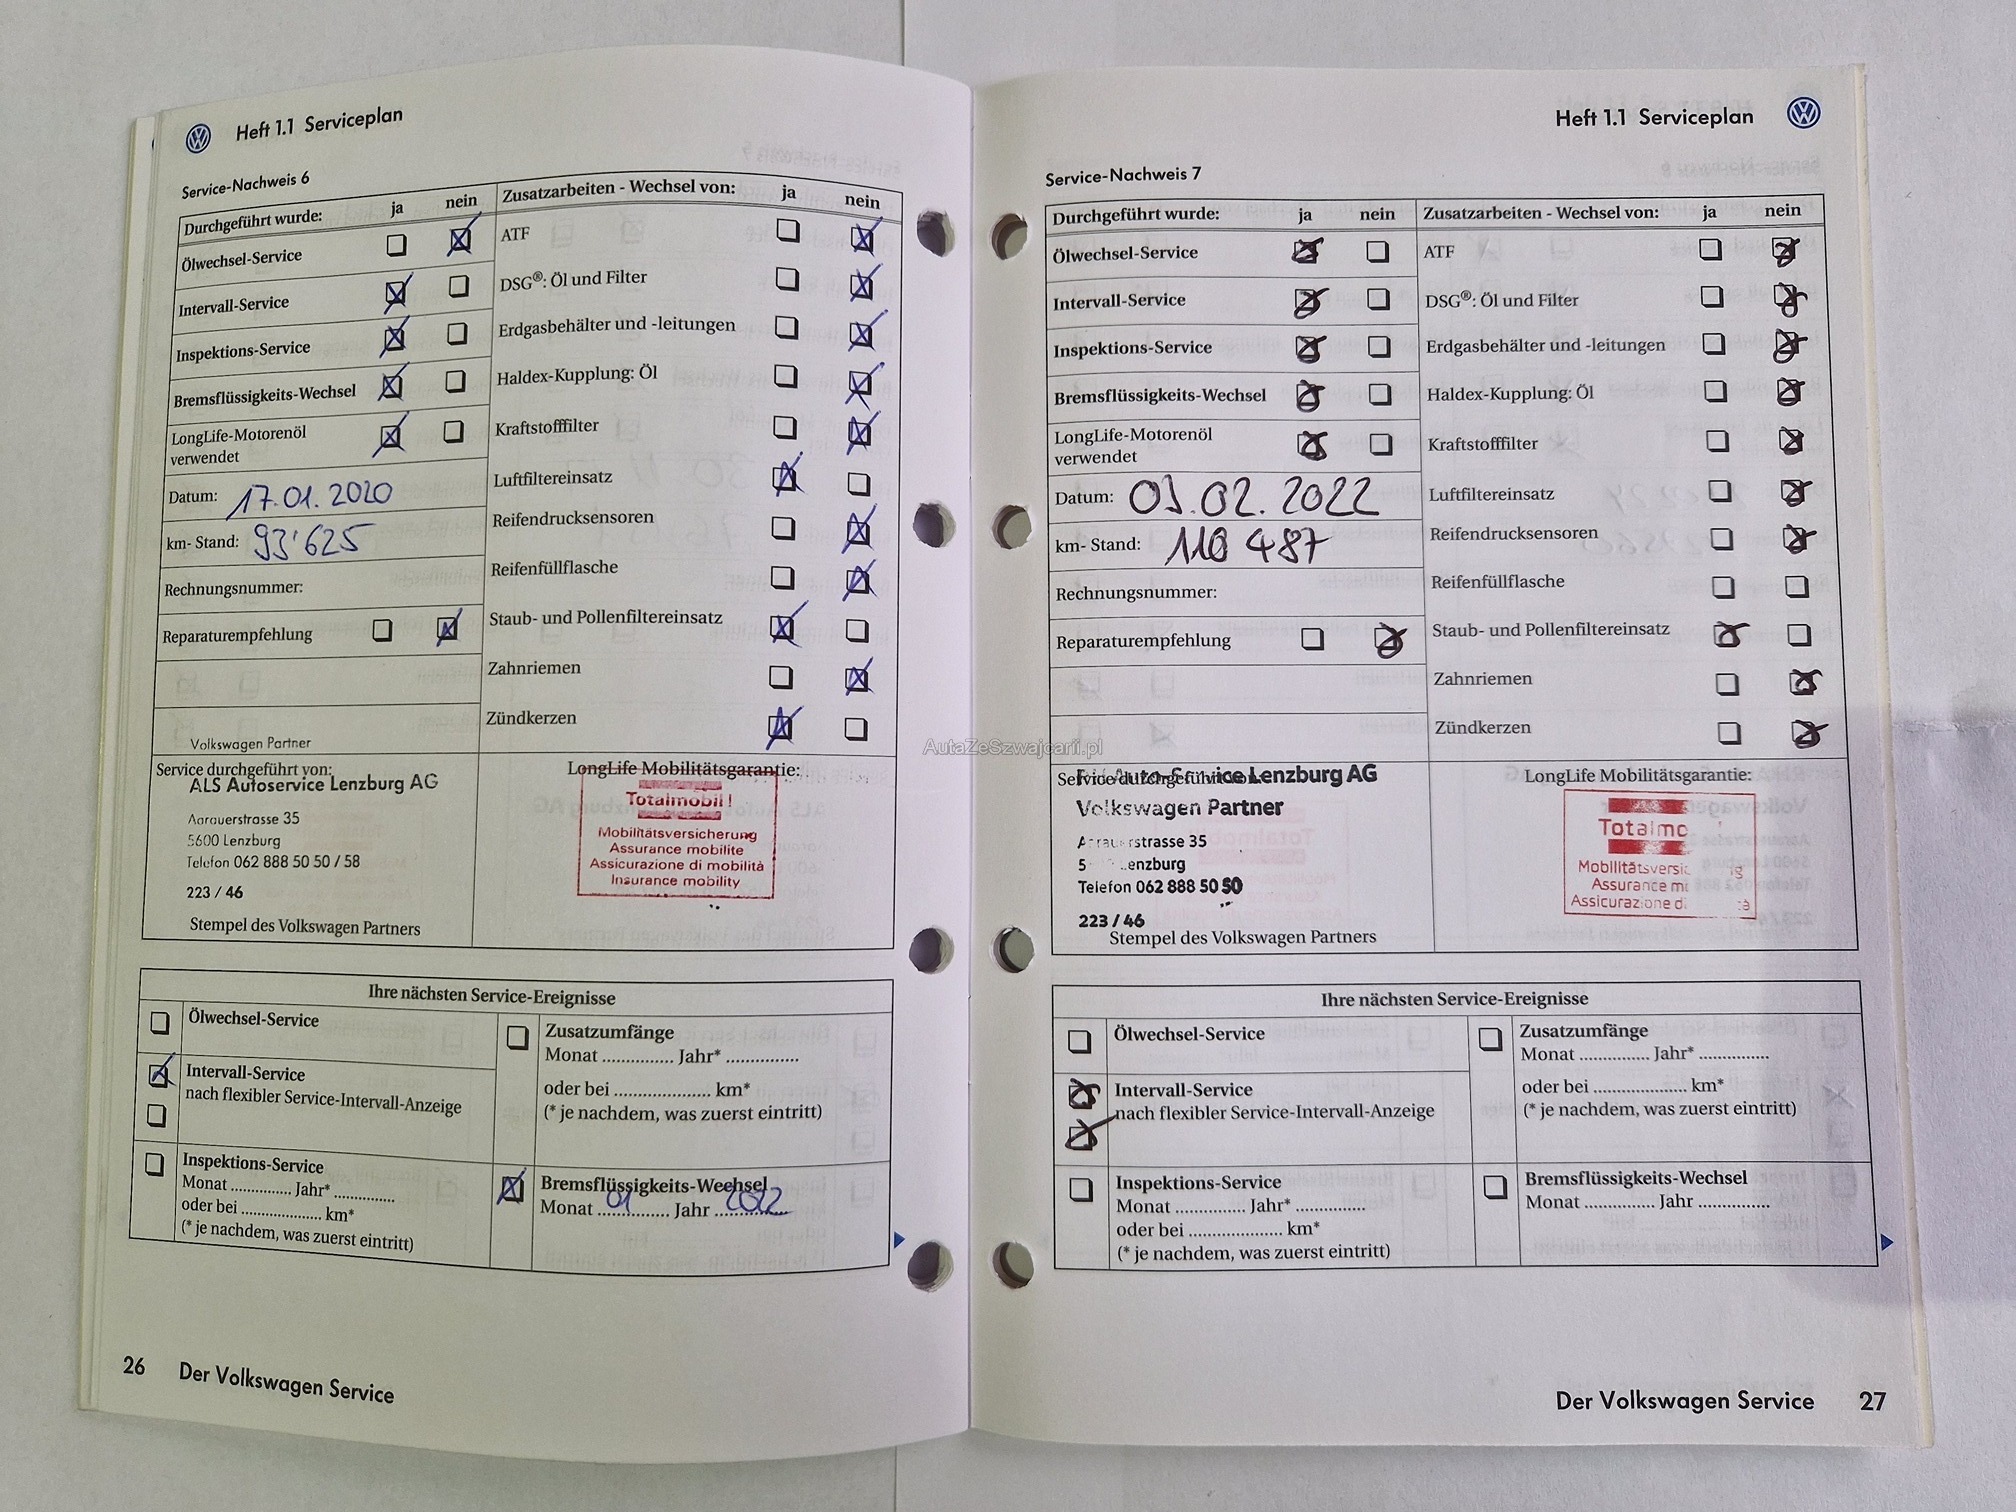 Heft 1.1 Serviceplan
Service-Nachweis 6
Durchgeführt wurde: ja nein
Ölwechsel-Service
Intervall-Service
Inspektions-Service
Bremsflüssigkeits-Wechsel
LongLife-Motorenöl
verwendet
Datum: 17.01.2020
km- Stand: 93'625
Rechnungsnummer:
Reparaturempfehlung
Zusatzarbeiten - Wechsel von: ja nein
ATF
DSG®: Öl und Filter
Erdgasbehälter und -leitungen
Haldex-Kupplung: Öl
Kraftstofffilter
Luftfiltereinsatz
Reifendrucksensoren
Reifenfüllflasche
Staub- und Pollenfiltereinsatz
Zahnriemen
Zündkerzen
Volkswagen Partner
Service durchgeführt von:
ALS Autoservice Lenzburg AG
Aarauerstrasse 35
5600 Lenzburg
Telefon 062 888 50 50 / 58
223 / 46
Stempel des Volkswagen Partners
LongLife Mobilitätsgarantie:
Totalmobil!
Mobilitätsversicherung
Assurance mobilite
Assicurazione di mobilità
Insurance mobility
Ihre nächsten Service-Ereignisse
Ölwechsel-Service
Intervall-Service
nach flexibler Service-Intervall-Anzeige
Inspektions-Service
Monat .............. Jahr* ..............
oder bei .................... km*
(* je nachdem, was zuerst eintritt)
Zusatzumfänge
Monat .............. Jahr* ..............
oder bei .................... km*
(* je nachdem, was zuerst eintritt)
Bremsflüssigkeits-Wechsel
Monat 01 Jahr 2022
26 Der Volkswagen Service
Heft 1.1 Serviceplan
Service-Nachweis 7
Durchgeführt wurde: ja nein
Ölwechsel-Service
Intervall-Service
Inspektions-Service
Bremsflüssigkeits-Wechsel
LongLife-Motorenöl
verwendet
Datum: 02. 2022
km- Stand: 110 487
Rechnungsnummer:
Reparaturempfehlung
Zusatzarbeiten - Wechsel von: ja nein
ATF
DSG®: Öl und Filter
Erdgasbehälter und -leitungen
Haldex-Kupplung: Öl
Kraftstofffilter
Luftfiltereinsatz
Reifendrucksensoren
Reifenfüllflasche
Staub- und Pollenfiltereinsatz
Zahnriemen
Zündkerzen
Lenzburg AG
Volkswagen Partner
strasse 35
Telefon 062 888 50 50
223 / 46
Stempel des Volkswagen Partners
LongLife Mobilitätsgarantie:
Totalmo
Mobilitätsversic
Assurance
Assicurazione
Ihre nächsten Service-Ereignisse
Ölwechsel-Service
Intervall-Service
nach flexibler Service-Intervall-Anzeige
Inspektions-Service
Monat .............. Jahr* ..............
oder bei .................... km*
(* je nachdem, was zuerst eintritt)
Zusatzumfänge
Monat .............. Jahr* ..............
oder bei .................... km*
(* je nachdem, was zuerst eintritt)
Bremsflüssigkeits-Wechsel
Monat .............. Jahr ..............
Der Volkswagen Service 27
AutaZeSzwajcarii.pl